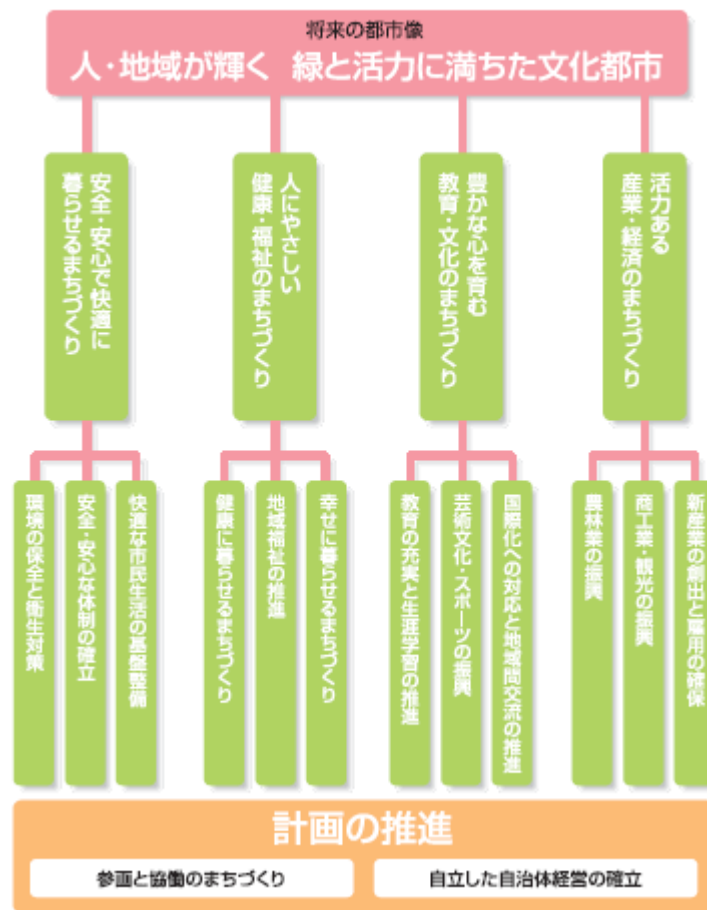 将来の都市像
人・地域が輝く 緑と活力に満ちた文化都市
安全・安心で快適に
暮らせるまちづくり
人にやさしい
健康・福祉のまちづくり
豊かな心を育む
教育・文化のまちづくり
活力ある
産業・経済のまちづくり
環境の保全と衛生対策
安全・安心な体制の確立
快適な市民生活の基盤整備
健康に暮らせるまちづくり
地域福祉の推進
幸せに暮らせるまちづくり
教育の充実と生涯学習の推進
芸術文化・スポーツの振興
国際化への対応と地域間交流の推進
農林業の振興
商工業・観光の振興
新産業の創出と雇用の確保
計画の推進
参画と協働のまちづくり
自立した自治体経営の確立